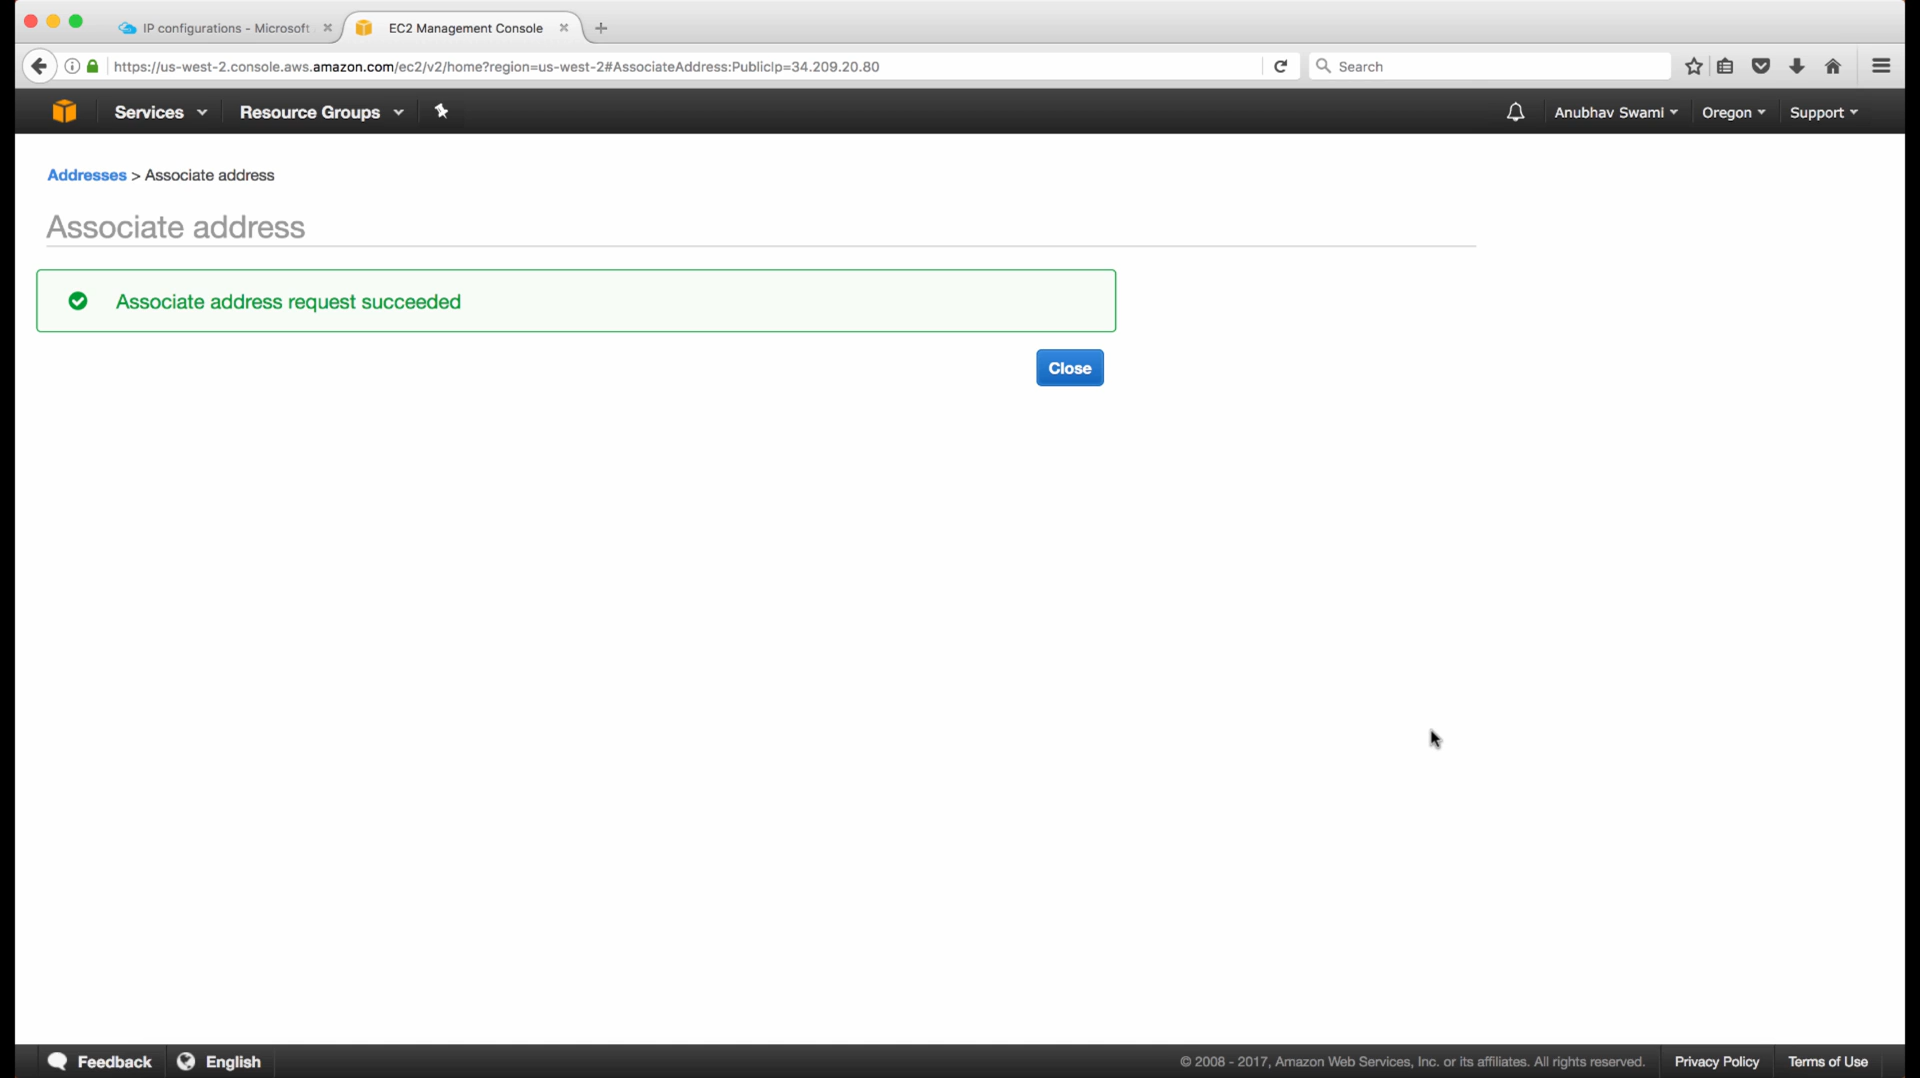 IP configurations - Microsoft
EC2 Management Console
https://us-west-2.console.aws.amazon.com/ec2/v2/home?region=us-west-2#AssociateAddress:PublicIp=34.209.20.80
Search
Services
Resource Groups
Anubhav Swami
Oregon
Support
Addresses > Associate address
Associate address
Associate address request succeeded
Close
Feedback
English
© 2008 - 2017, Amazon Web Services, Inc. or its affiliates. All rights reserved.
Privacy Policy
Terms of Use